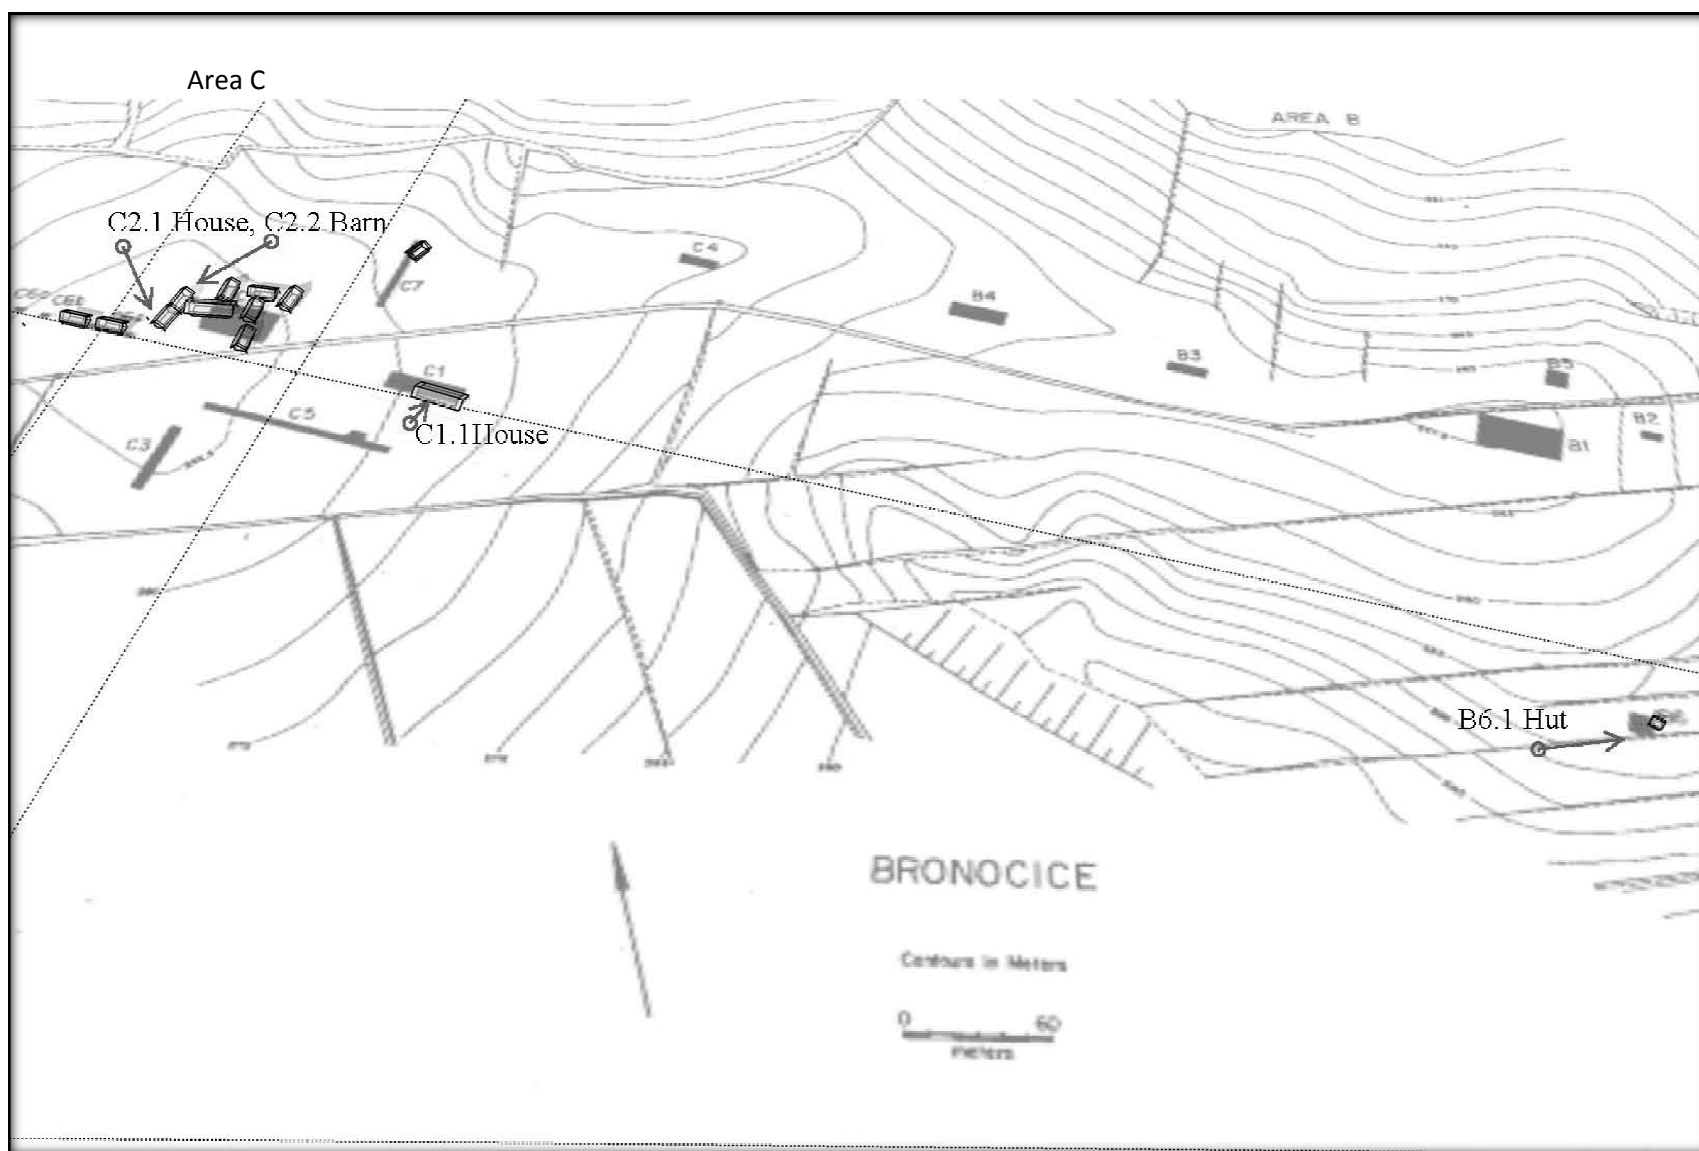 Area C
AREA B
C2.1 House, C2.2 Barn
C4
C7
C6b
B4
B3
B5
C1
C5
C1.1House
C3
B2
B1
B6.1 Hut
BRONOCICE
Contours in Meters
0 60
meters